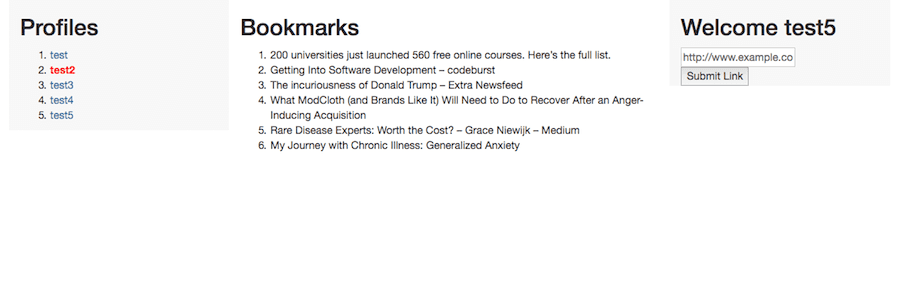 Profiles
1. test
2. test2
3. test3
4. test4
5. test5
Bookmarks
1. 200 universities just launched 560 free online courses. Here’s the full list.
2. Getting Into Software Development – codeburst
3. The incuriousness of Donald Trump – Extra Newsfeed
4. What ModCloth (and Brands Like It) Will Need to Do to Recover After an Anger-
Inducing Acquisition
5. Rare Disease Experts: Worth the Cost? – Grace Niewijk – Medium
6. My Journey with Chronic Illness: Generalized Anxiety
Welcome test5
http://www.example.co
Submit Link